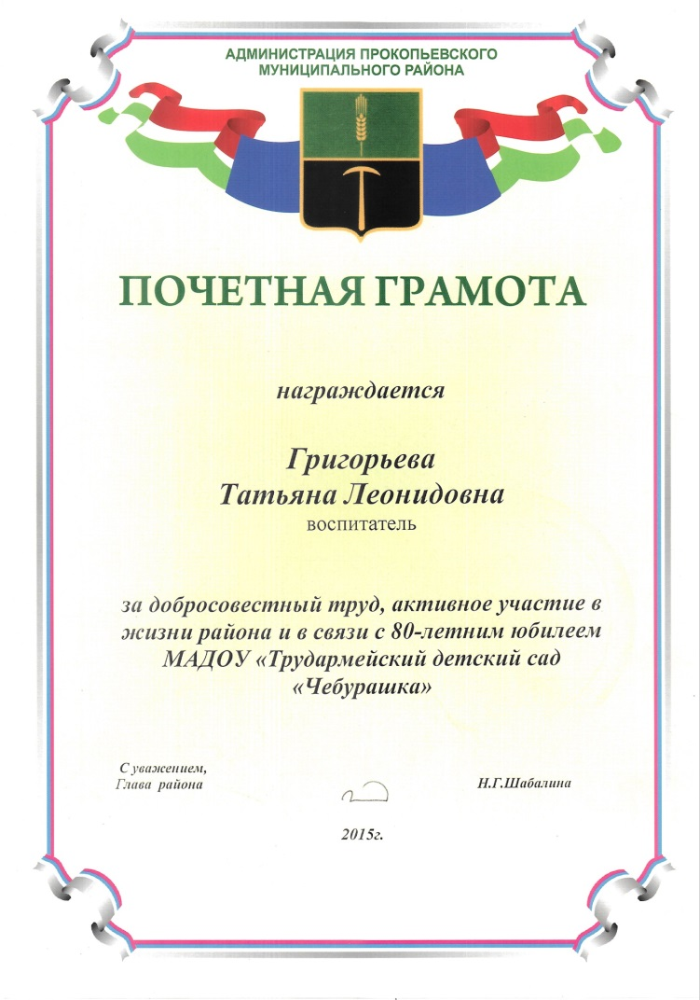 АДМИНИСТРАЦИЯ ПРОКОПЬЕВСКОГО
МУНИЦИПАЛЬНОГО РАЙОНА
ПОЧЕТНАЯ ГРАМОТА
награждается
Григорьева
Татьяна Леонидовна
воспитатель
за добросовестный труд, активное участие в
жизни района и в связи с 80-летним юбилеем
МАДОУ «Трудармейский детский сад
«Чебурашка»
С уважением,
Глава района
Н.Г.Шабалина
2015г.